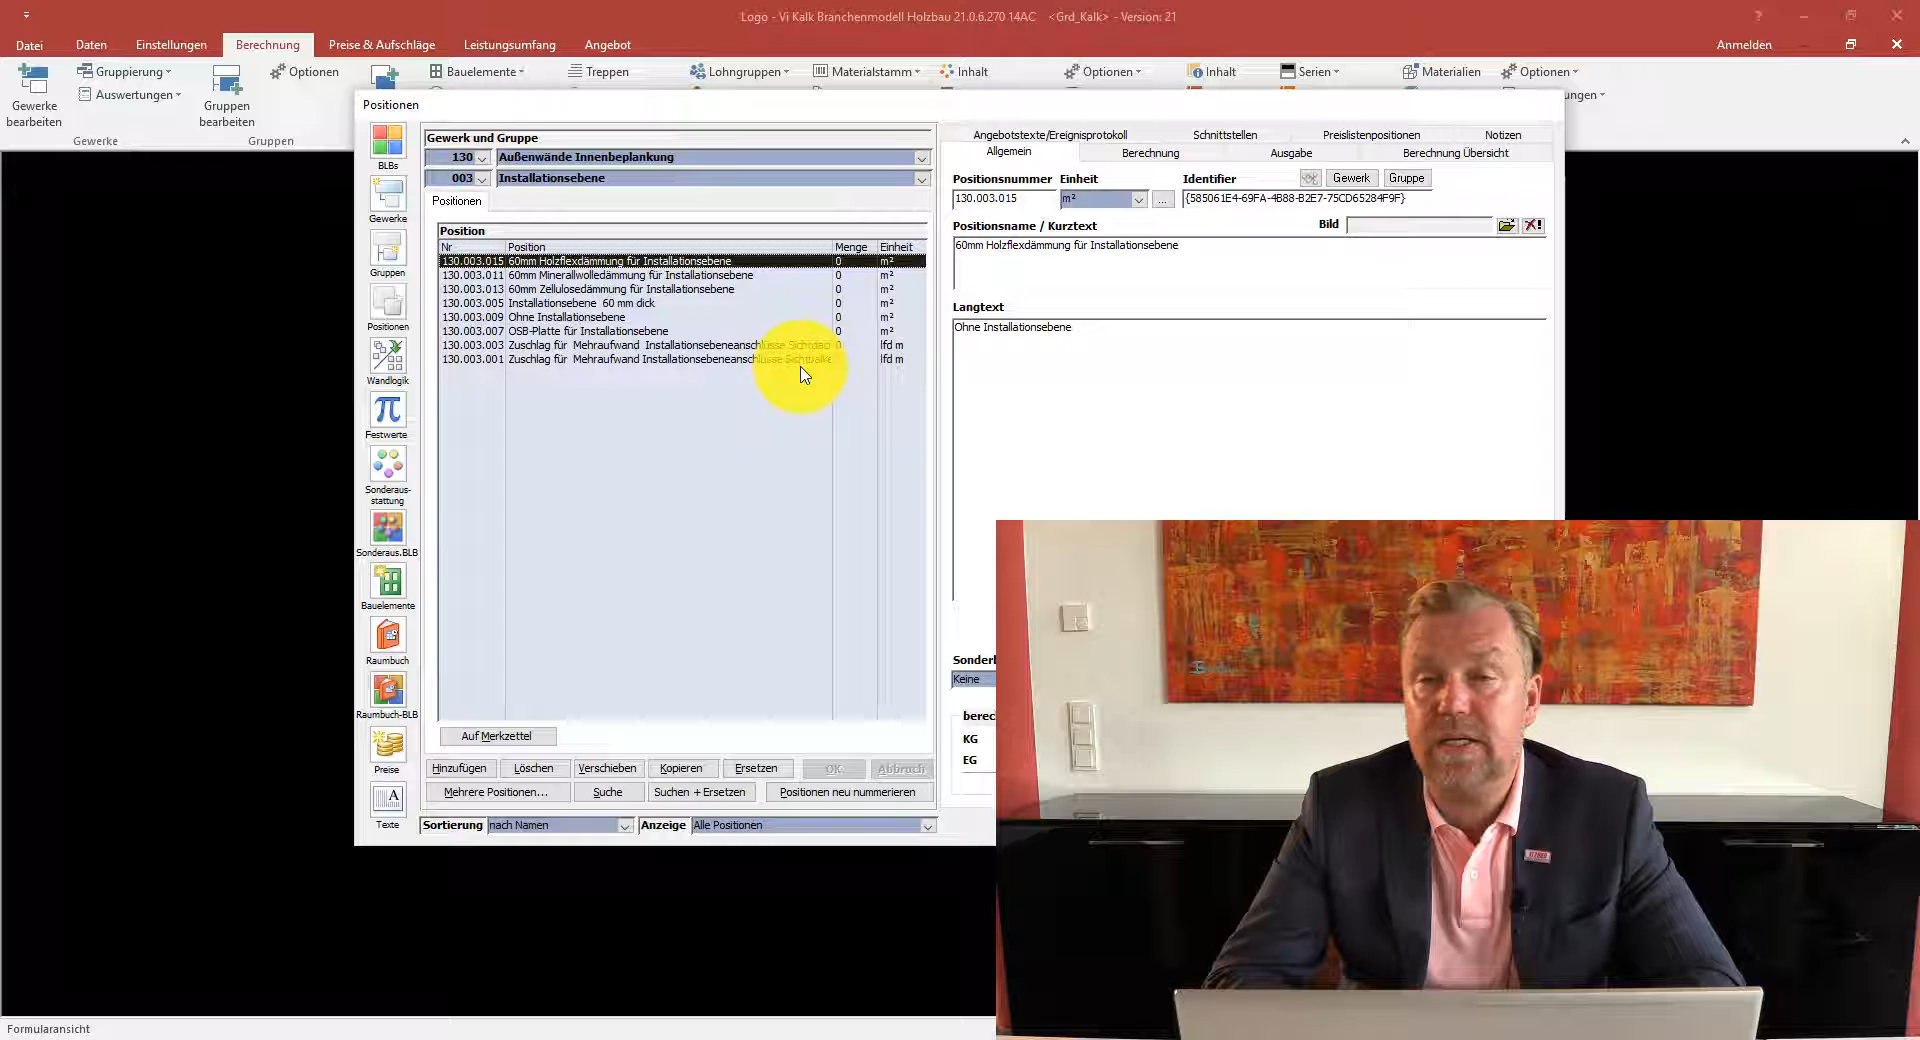 Logo - Vi Kalk Branchenmodell Holzbau 21.0.6.270 14AC <Grd_Kalk> - Version: 21
Datei Daten Einstellungen Berechnung Preise & Aufschläge Leistungsumfang Angebot Anmelden
Gruppierung Optionen Bauelemente Treppen Lohngruppen Materialstamm Inhalt Optionen Inhalt Serien Materialien Optionen
Auswertungen ungen
Gewerke bearbeiten
Gruppen bearbeiten
Gewerke Gruppen
Positionen
BLBs
Gewerke
Gruppen
Positionen
Wandlogik
Festwerte
Sonderaus-
stattung
Sonderaus.BLB
Bauelemente
Raumbuch
Raumbuch-BLB
Preise
Texte
Gewerk und Gruppe
130 Außenwände Innenbeplankung
003 Installationsebene
Positionen
Position
Nr Position Menge Einheit
130.003.015 60mm Holzflexdämmung für Installationsebene 0 m²
130.003.011 60mm Minerallwolledämmung für Installationsebene 0 m²
130.003.013 60mm Zellulosedämmung für Installationsebene 0 m²
130.003.005 Installationsebene 60 mm dick 0 m²
130.003.009 Ohne Installationsebene 0 m²
130.003.007 OSB-Platte für Installationsebene 0 m²
130.003.003 Zuschlag für Mehraufwand Installationsebeneanschlüsse 0 lfd m
130.003.001 Zuschlag für Mehraufwand Installationsebeneanschlüsse lfd m
Auf Merkzettel
Hinzufügen Löschen Verschieben Kopieren Ersetzen OK Abbruch
Mehrere Positionen... Suche Suchen + Ersetzen Positionen neu nummerieren
Sortierung nach Namen Anzeige Alle Positionen
Angebotstexte/Ereignisprotokoll Schnittstellen Preislistenpositionen Notizen
Allgemein Berechnung Ausgabe Berechnung Übersicht
Positionsnummer Einheit Identifier Gewerk Gruppe
130.003.015 m² ... {585061E4-69FA-4B88-B2E7-75CD65284F9F}
Positionsname / Kurztext Bild
60mm Holzflexdämmung für Installationsebene
Langtext
Ohne Installationsebene
Sonderl
Keine
berec
KG
EG
Formularansicht